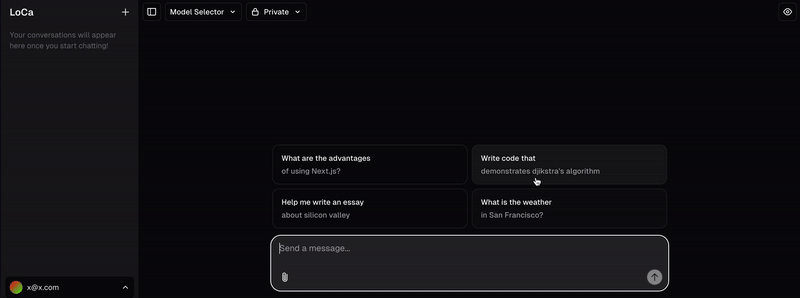 LoCa
Your conversations will appear
here once you start chatting!
x@x.com
Model Selector
Private
What are the advantages
of using Next.js?
Write code that
demonstrates djikstra's algorithm
Help me write an essay
about silicon valley
What is the weather
in San Francisco?
Send a message...